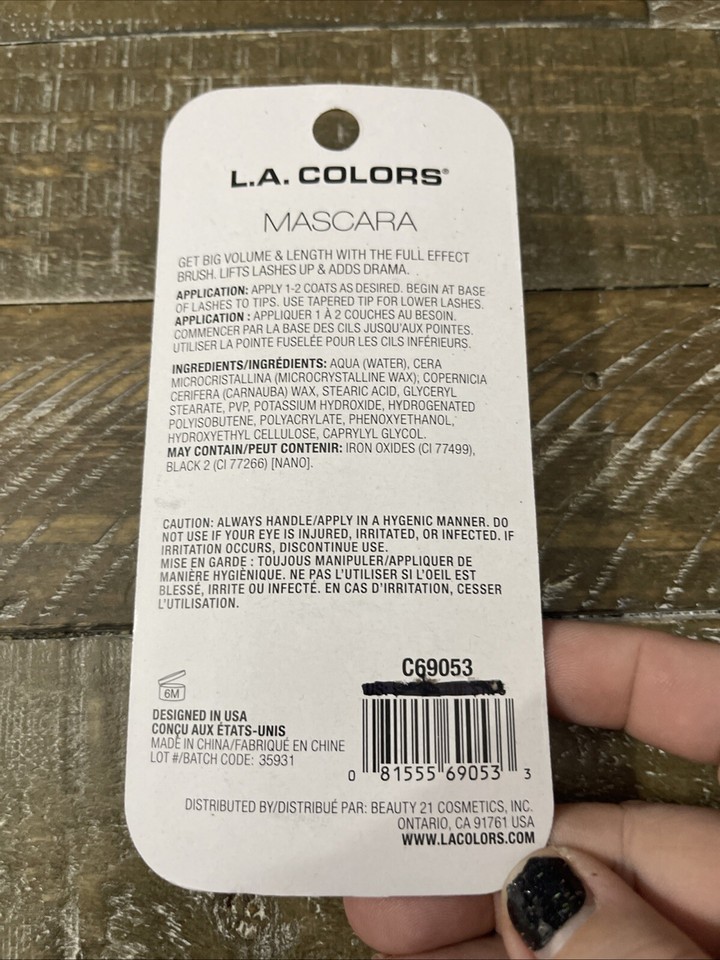 L.A. COLORS®
MASCARA
GET BIG VOLUME & LENGTH WITH THE FULL EFFECT
BRUSH. LIFTS LASHES UP & ADDS DRAMA.
APPLICATION: APPLY 1-2 COATS AS DESIRED. BEGIN AT BASE
OF LASHES TO TIPS. USE TAPERED TIP FOR LOWER LASHES.
APPLICATION : APPLIQUER 1 À 2 COUCHES AU BESOIN.
COMMENCER PAR LA BASE DES CILS JUSQU'AUX POINTES.
UTILISER LA POINTE FUSELÉE POUR LES CILS INFÉRIEURS.
INGREDIENTS/INGRÉDIENTS: AQUA (WATER), CERA
MICROCRISTALLINA (MICROCRYSTALLINE WAX), COPERNICIA
CERIFERA (CARNAUBA) WAX, STEARIC ACID, GLYCERYL
STEARATE, PVP, POTASSIUM HYDROXIDE, HYDROGENATED
POLYISOBUTENE, POLYACRYLATE, PHENOXYETHANOL,
HYDROXYETHYL CELLULOSE, CAPRYLYL GLYCOL.
MAY CONTAIN/PEUT CONTENIR: IRON OXIDES (CI 77499),
BLACK 2 (CI 77266) [NANO].
CAUTION: ALWAYS HANDLE/APPLY IN A HYGENIC MANNER. DO
NOT USE IF YOUR EYE IS INJURED, IRRITATED, OR INFECTED. IF
IRRITATION OCCURS, DISCONTINUE USE.
MISE EN GARDE : TOUJOUS MANIPULER/APPLIQUER DE
MANIÈRE HYGIÈNIQUE. NE PAS L'UTILISER SI L'OEIL EST
BLESSÉ, IRRITE OU INFECTÉ. EN CAS D'IRRITATION, CESSER
L'UTILISATION.
C69053
6M
DESIGNED IN USA
CONÇU AUX ÉTATS-UNIS
MADE IN CHINA/FABRIQUÉ EN CHINE
LOT #/BATCH CODE: 35931
0 81555 69053 3
DISTRIBUTED BY/DISTRIBUÉ PAR: BEAUTY 21 COSMETICS, INC.
ONTARIO, CA 91761 USA
WWW.LACOLORS.COM